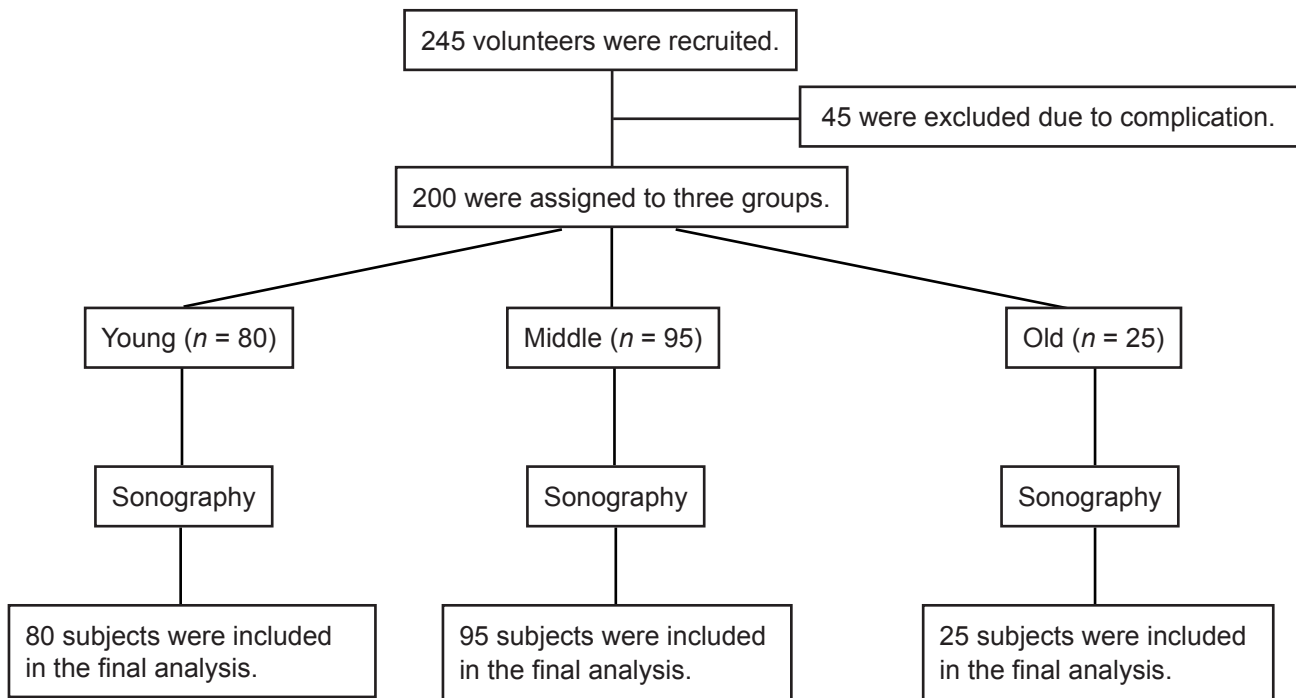 245 volunteers were recruited.
45 were excluded due to complication.
200 were assigned to three groups.
Young (n = 80)
Middle (n = 95)
Old (n = 25)
Sonography
Sonography
Sonography
80 subjects were included
in the final analysis.
95 subjects were included
in the final analysis.
25 subjects were included
in the final analysis.